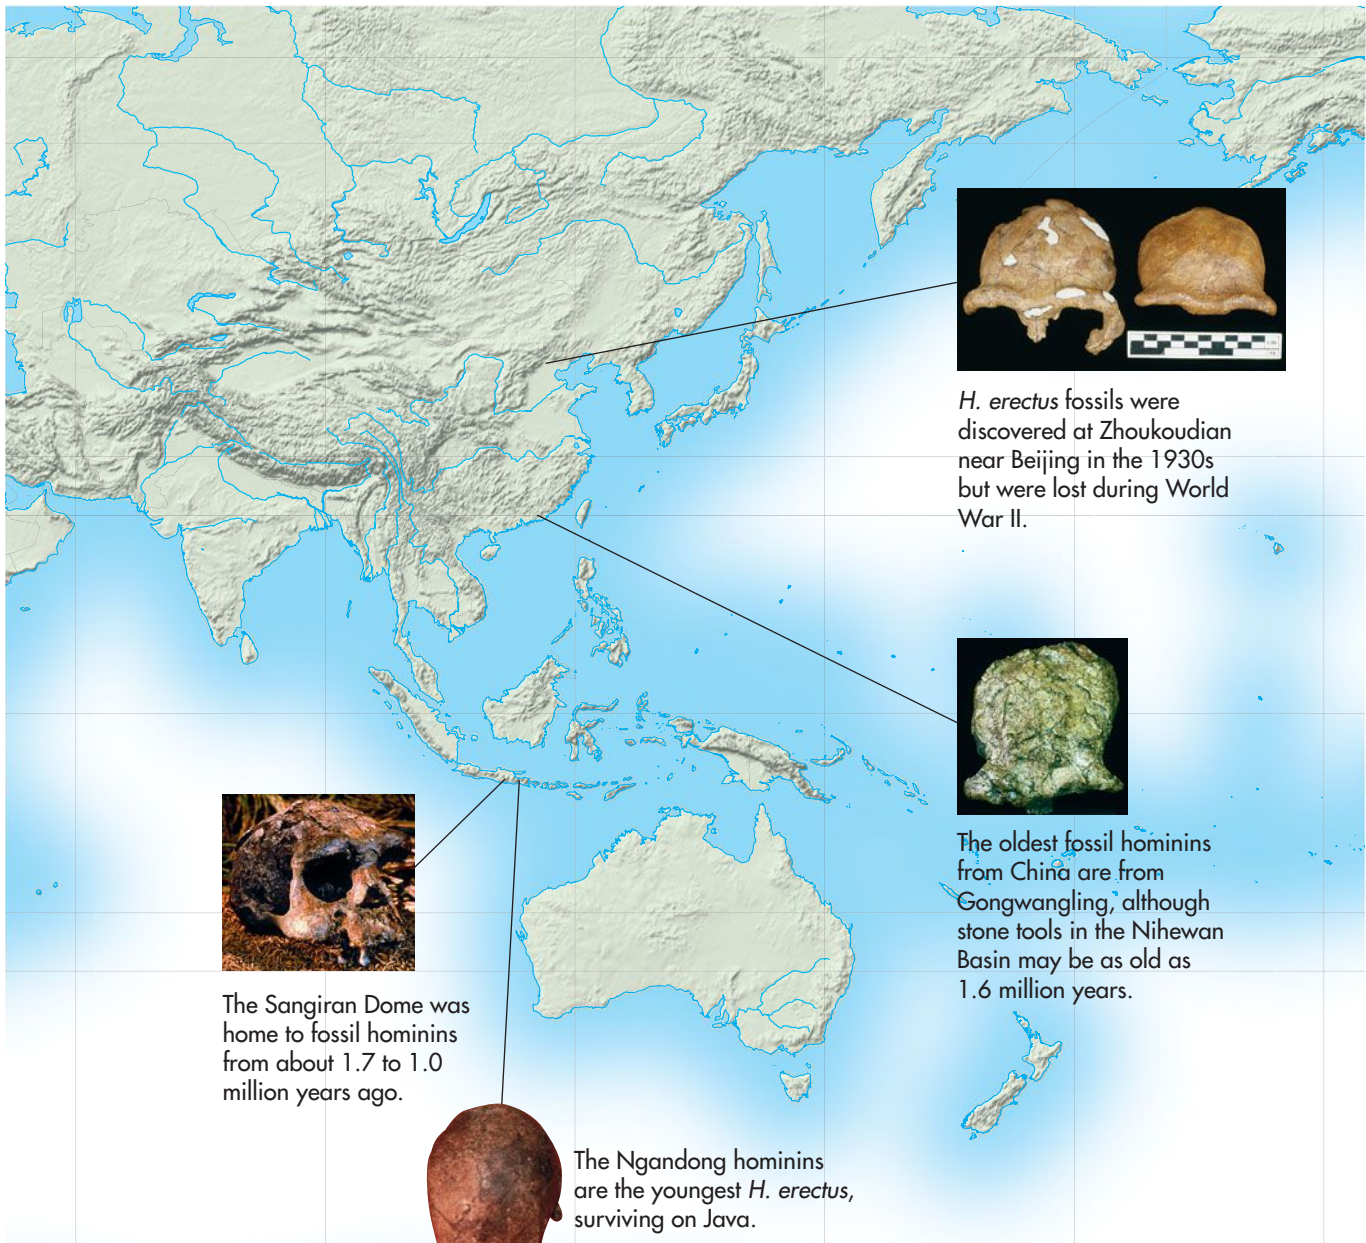 H. erectus fossils were
discovered at Zhoukoudian
near Beijing in the 1930s
but were lost during World
War II.
The oldest fossil hominins
from China are from
Gongwangling, although
stone tools in the Nihewan
Basin may be as old as
1.6 million years.
The Sangiran Dome was
home to fossil hominins
from about 1.7 to 1.0
million years ago.
The Ngandong hominins
are the youngest H. erectus,
surviving on Java.